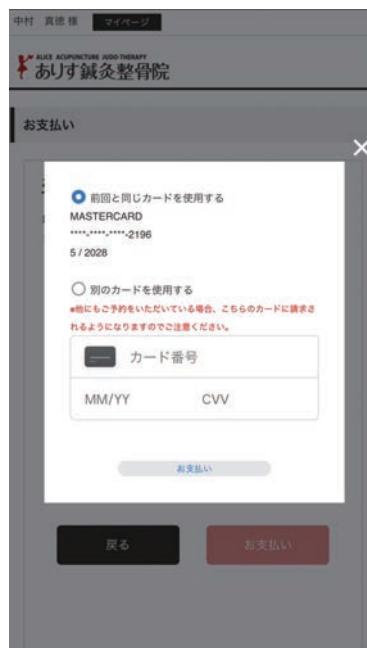 中村 真徳 様 マイページ
ALICE ACUPUNCTURE JUDO THERAPY
ありす鍼灸整骨院
お支払い
前回と同じカードを使用する
MASTERCARD
****-****-****-2196
5 / 2028
別のカードを使用する
●他にもご予約をいただいている場合、こちらのカードに請求さ
れるようになりますのでご注意ください。
カード番号
MM/YY CVV
お支払い
戻る お支払い